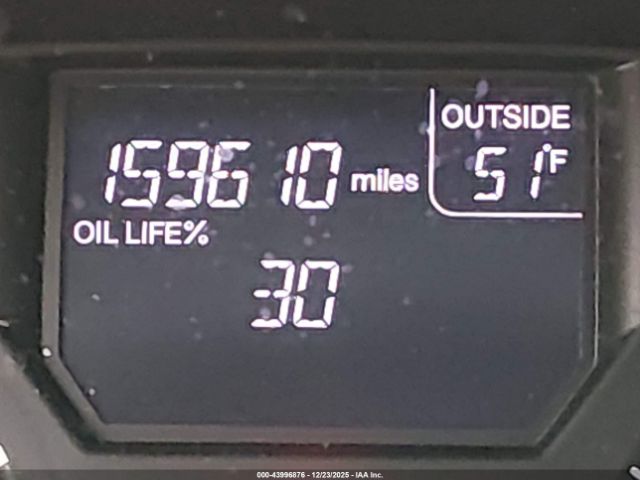 OUTSIDE
159610 miles 51°F
OIL LIFE%
30
000-43996876 - 12/23/2025 - IAA Inc.